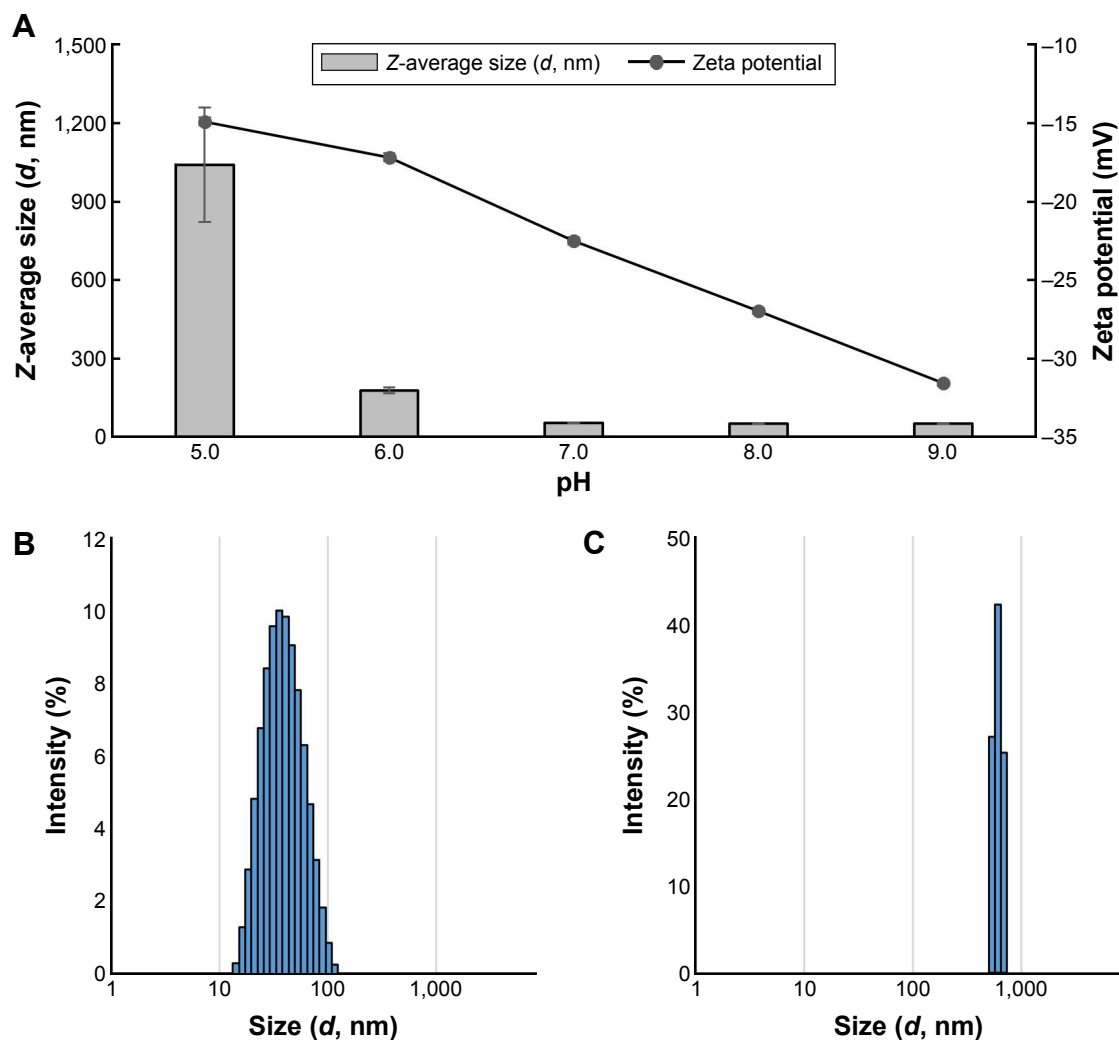 A
Z-average size (d, nm)
1,500
1,200
900
600
300
0
Z-average size (d, nm) Zeta potential
–10
–15
–20
–25
–30
–35
Zeta potential (mV)
5.0 6.0 7.0 8.0 9.0
pH
B
Intensity (%)
12
10
8
6
4
2
0
1 10 100 1,000
Size (d, nm)
C
Intensity (%)
50
40
30
20
10
0
1 10 100 1,000
Size (d, nm)